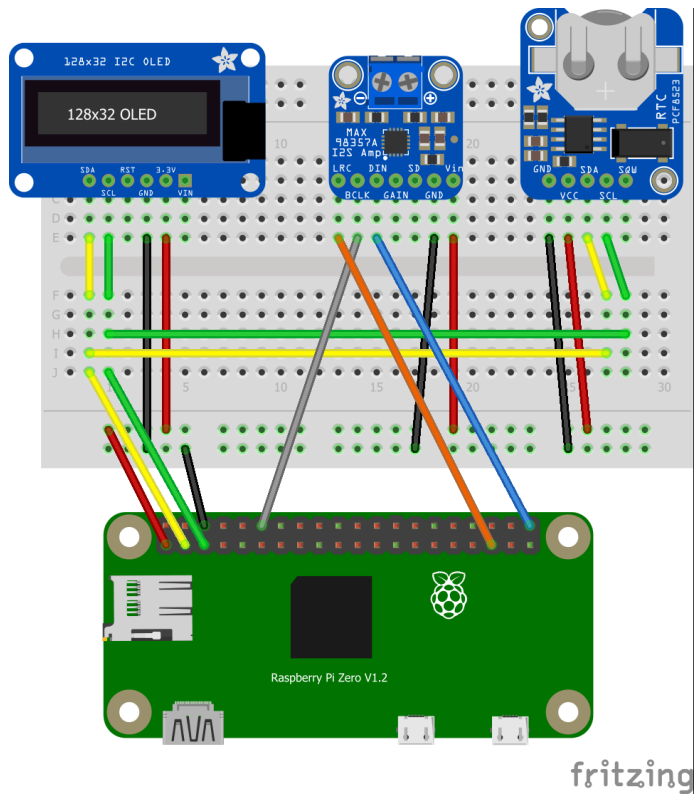 128x32 I2C OLED
128x32 OLED
SDA RST 3.3V
SCL GND VIN
MAX
98357A
I2S Amp
LRC DIN SD Vin
BCLK GAIN GND
RTC
PCF8523
GND SDA SQW
VCC SCL
10
20
C
D
E
F
G
H
I
J
5
10
15
20
30
Raspberry Pi Zero V1.2
fritzing